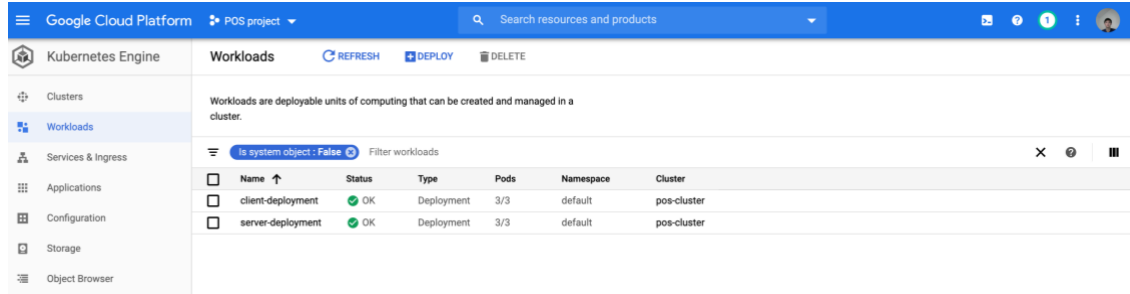 Google Cloud Platform POS project Search resources and products 1
Kubernetes Engine Workloads REFRESH DEPLOY DELETE
Clusters
Workloads
Services & Ingress
Applications
Configuration
Storage
Object Browser
Workloads are deployable units of computing that can be created and managed in a
cluster.
Is system object : False Filter workloads
Name Status Type Pods Namespace Cluster
client-deployment OK Deployment 3/3 default pos-cluster
server-deployment OK Deployment 3/3 default pos-cluster